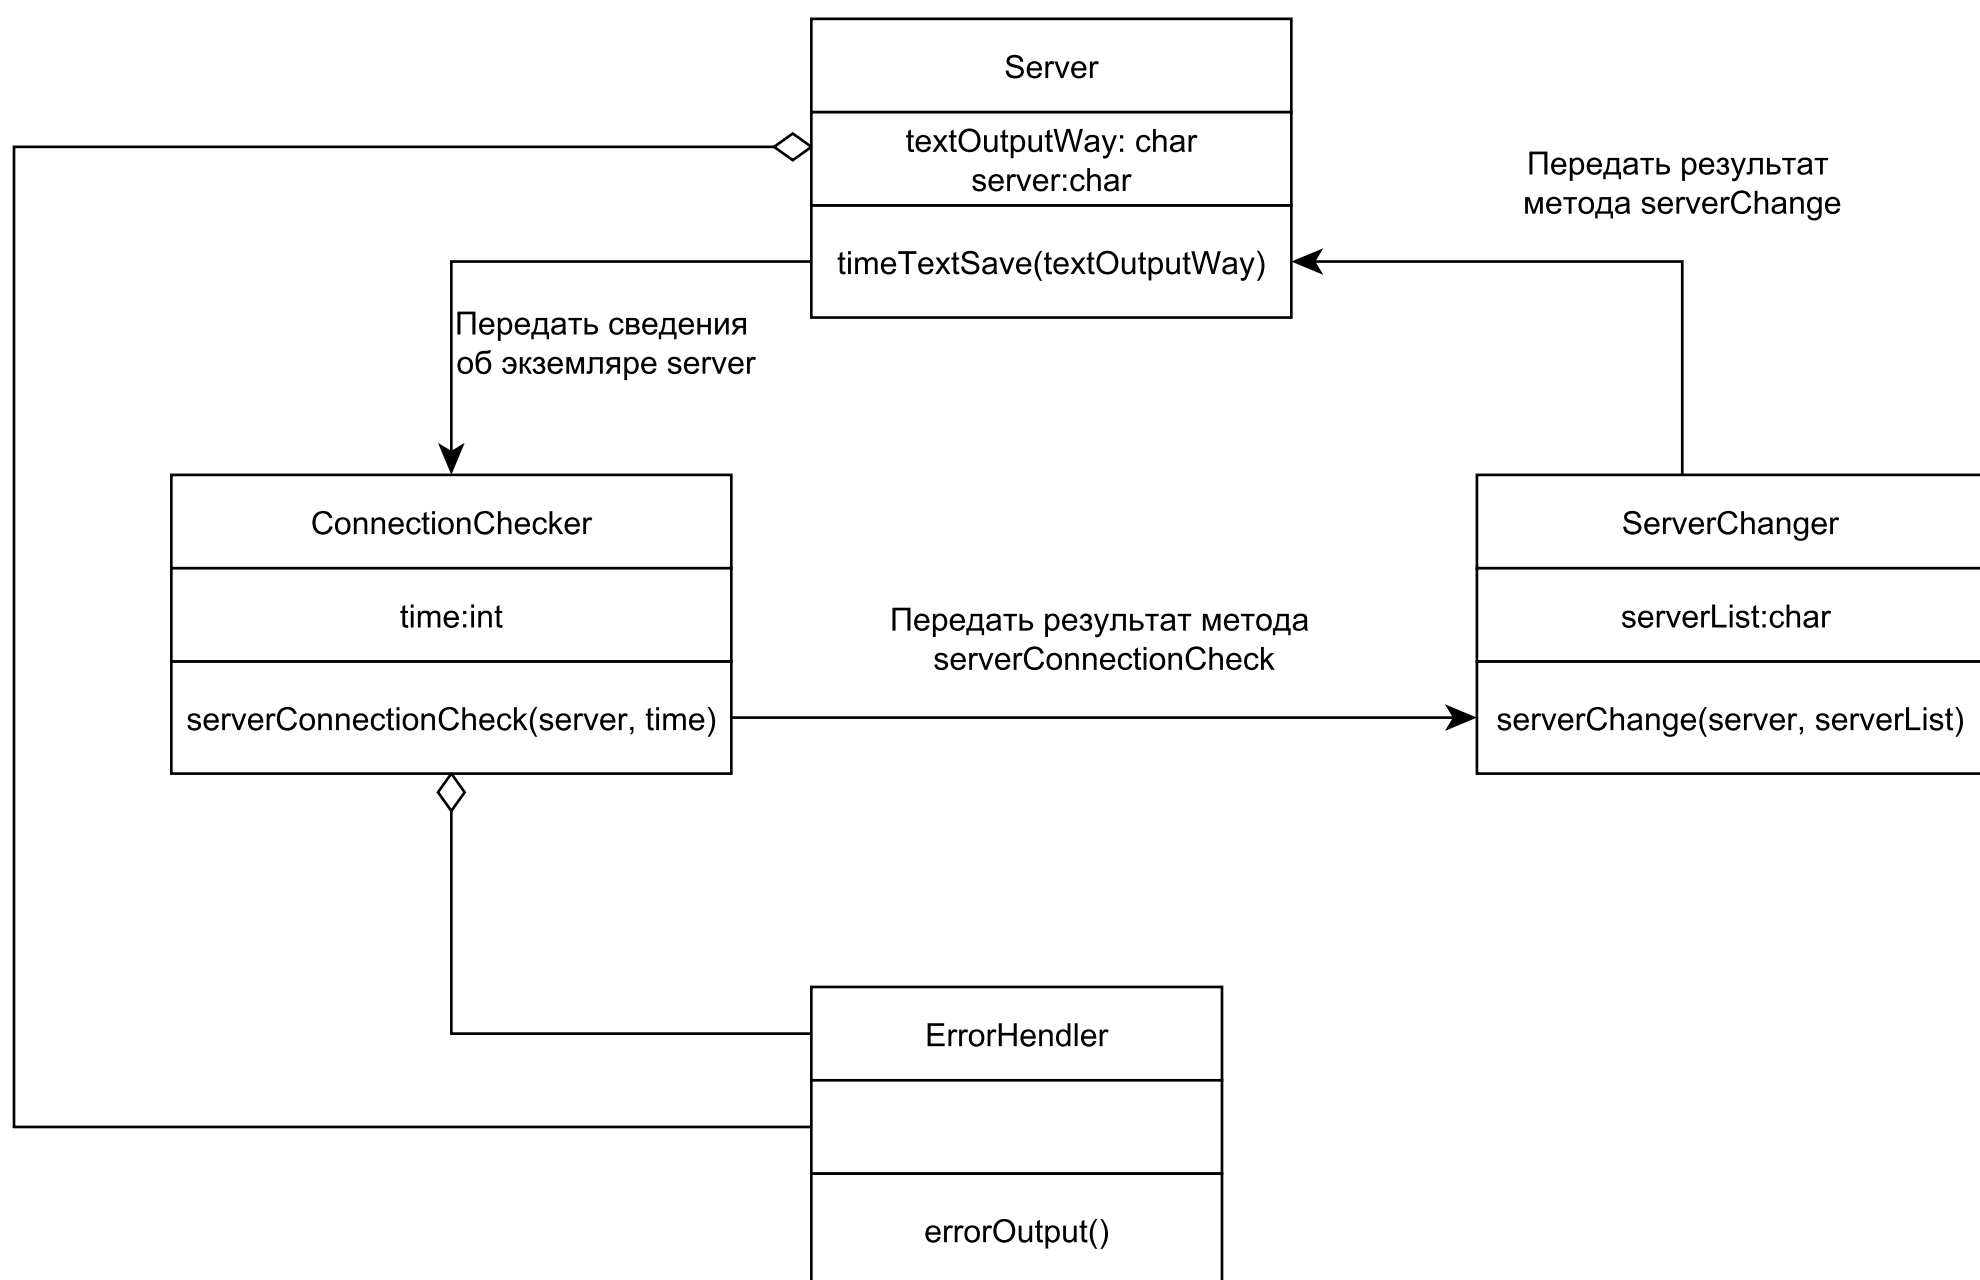 Server
textOutputWay: char
server:char
timeTextSave(textOutputWay)
Передать результат
метода serverChange
Передать сведения
об экземляре server
ConnectionChecker
time:int
serverConnectionCheck(server, time)
Передать результат метода
serverConnectionCheck
ServerChanger
serverList:char
serverChange(server, serverList)
ErrorHendler
errorOutput()